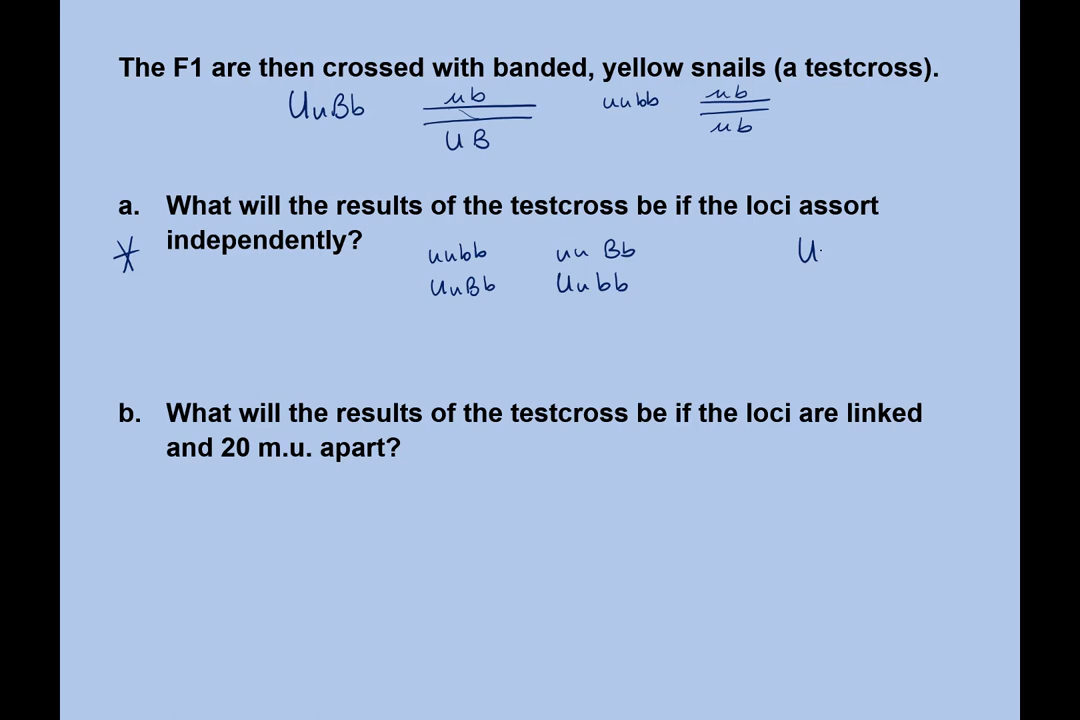 The F1 are then crossed with banded, yellow snails (a testcross).
UuBb ub uubb ub
UB ub
a. What will the results of the testcross be if the loci assort
independently?
uubb uu Bb U
UuBb Uubb
b. What will the results of the testcross be if the loci are linked
and 20 m.u. apart?